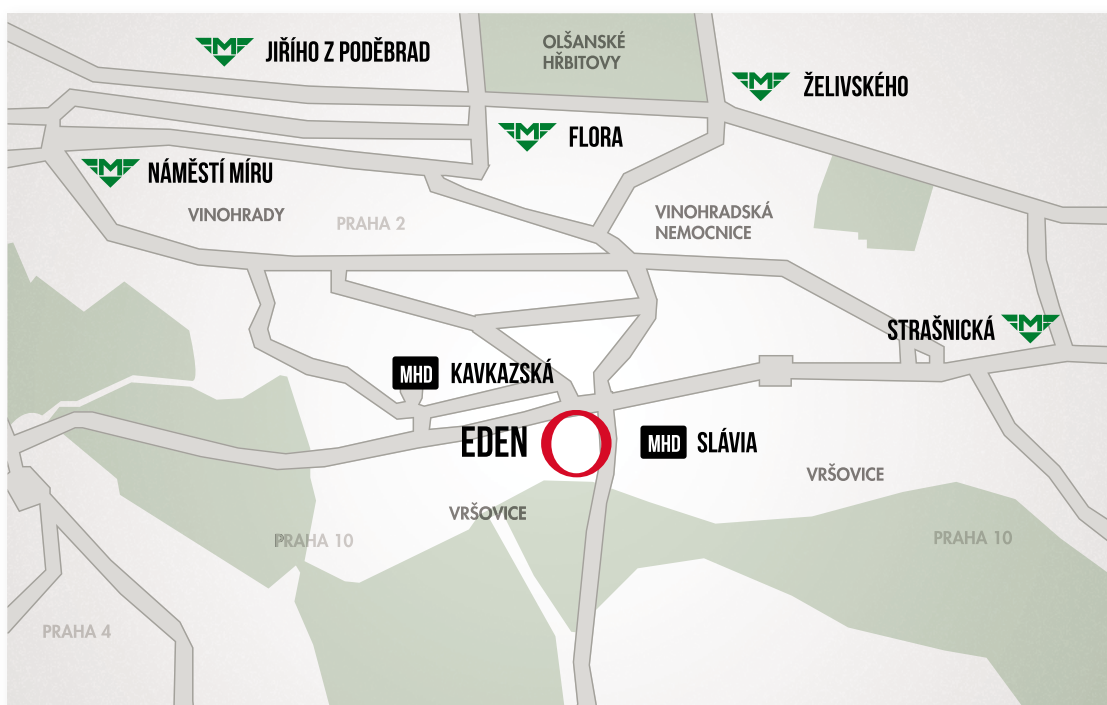 OLŠANSKÉ
HŘBITOVY
M JIŘÍHO Z PODĚBRAD
M ŽELIVSKÉHO
M FLORA
M NÁMĚSTÍ MÍRU
VINOHRADY
PRAHA 2
VINOHRADSKÁ
NEMOCNICE
STRAŠNICKÁ M
MHD KAVKAZSKÁ
EDEN
MHD SLÁVIA
VRŠOVICE
VRŠOVICE
PRAHA 10
PRAHA 10
PRAHA 4